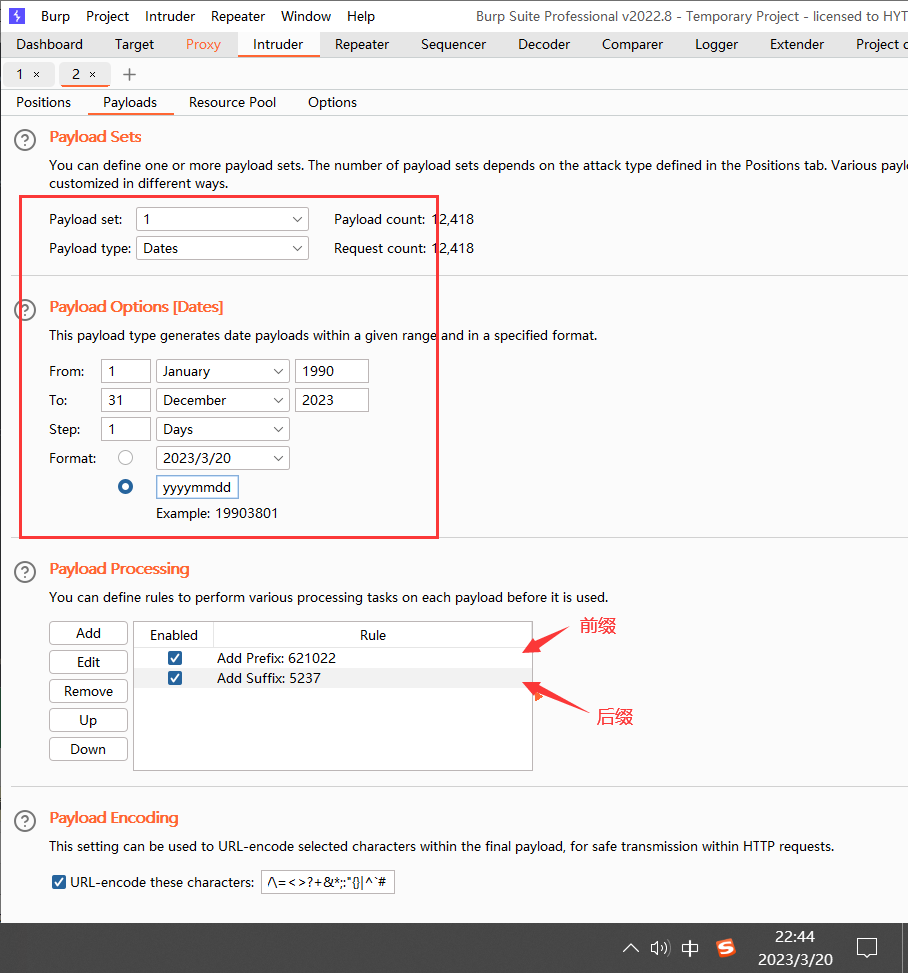 Burp Project Intruder Repeater Window Help Burp Suite Professional v2022.8 - Temporary Project - licensed to HYT
Dashboard Target Proxy Intruder Repeater Sequencer Decoder Comparer Logger Extender Project o
1 × 2 × +
Positions Payloads Resource Pool Options
? Payload Sets
You can define one or more payload sets. The number of payload sets depends on the attack type defined in the Positions tab. Various paylo
customized in different ways.
Payload set: 1 Payload count: 12,418
Payload type: Dates Request count: 12,418
? Payload Options [Dates]
This payload type generates date payloads within a given range and in a specified format.
From: 1 January 1990
To: 31 December 2023
Step: 1 Days
Format: 2023/3/20
yyyymmdd
Example: 19903801
? Payload Processing
You can define rules to perform various processing tasks on each payload before it is used.
Add Enabled Rule
前缀
Edit Add Prefix: 621022
Remove Add Suffix: 5237
Up
后缀
Down
? Payload Encoding
This setting can be used to URL-encode selected characters within the final payload, for safe transmission within HTTP requests.
URL-encode these characters: /\=<>?+&*;:"{}|^`#
中 S 22:44
2023/3/20